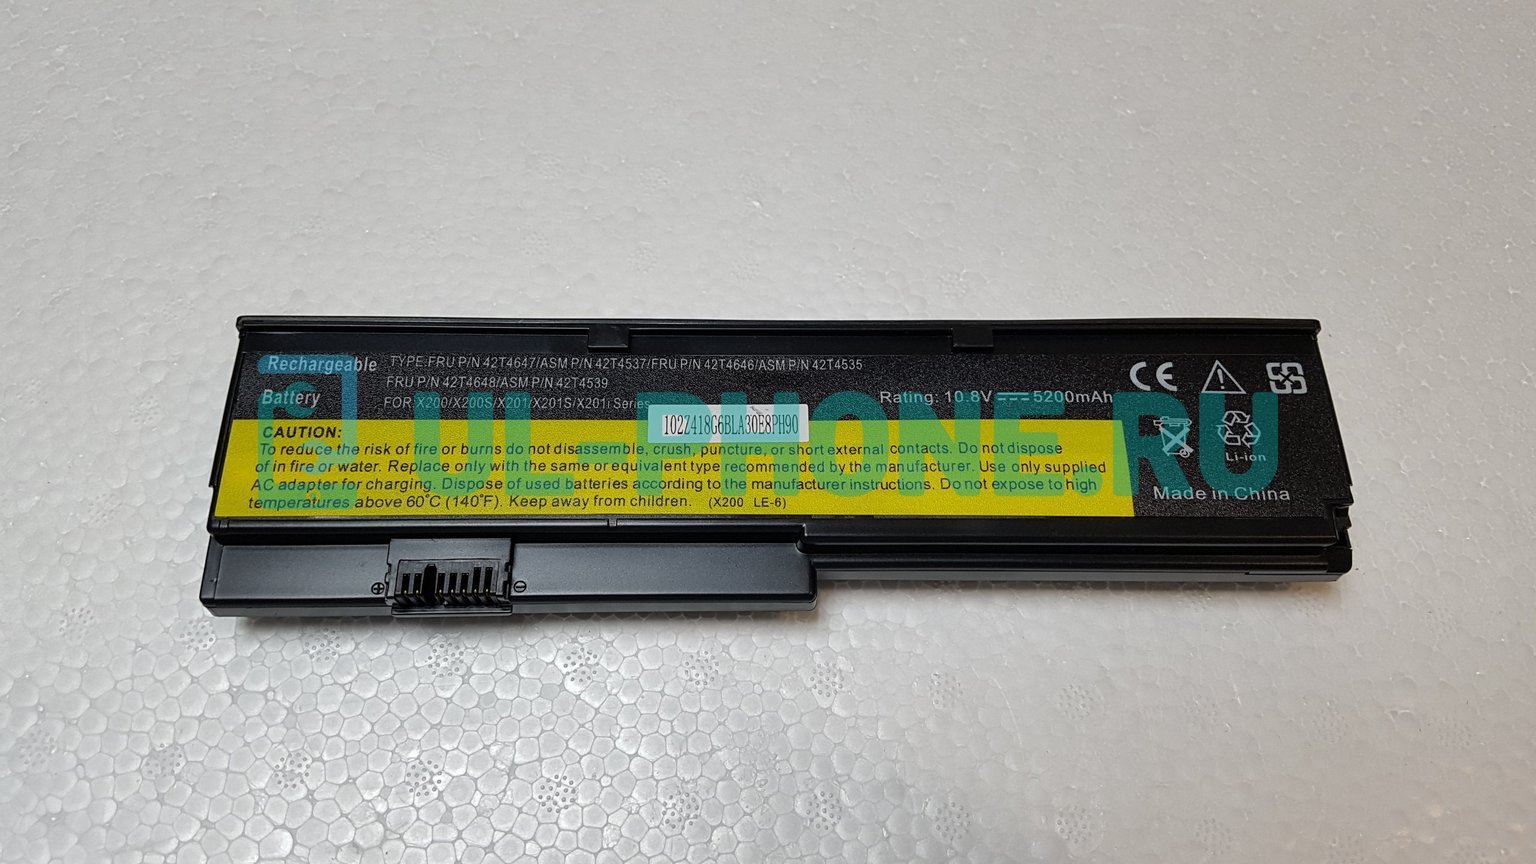 Rechargeable
Battery
TYPE:FRU P/N 42T4647/ASM P/N 42T4537/FRU P/N 42T4646/ASM P/N 42T4535
FRU P/N 42T4648/ASM P/N 42T4539
FOR X200/X200S/X201/X201S/X201i Series
Rating: 10.8V 5200mAh
CE
102Z418G6BLA30E8PH90
CAUTION:
To reduce the risk of fire or burns do not disassemble, crush, puncture, or short external contacts. Do not dispose
of in fire or water. Replace only with the same or equivalent type recommended by the manufacturer. Use only supplied
AC adapter for charging. Dispose of used batteries according to the manufacturer instructions. Do not expose to high
temperatures above 60°C (140°F). Keep away from children. (X200 LE-6)
Li-ion
Made in China
-PHONE.RU